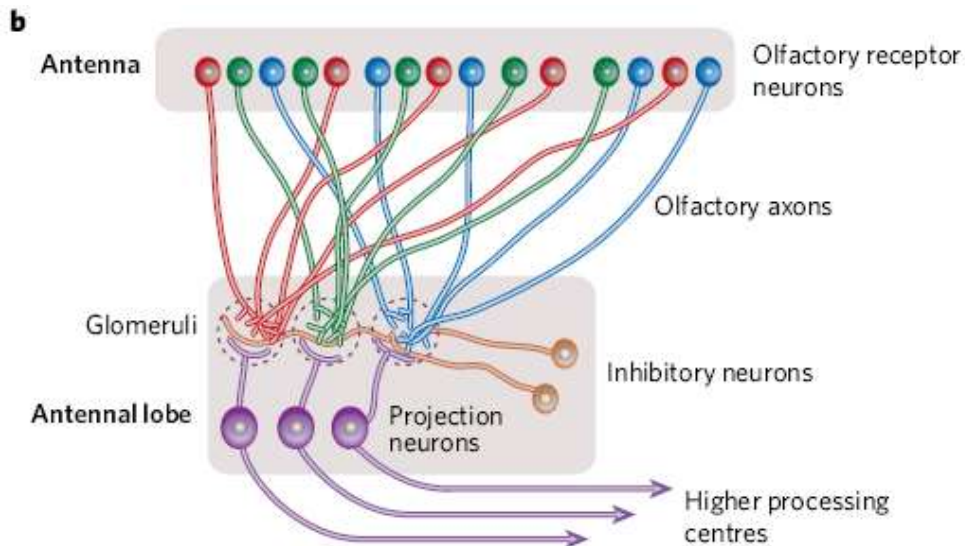 b
Antenna
Olfactory receptor
neurons
Olfactory axons
Glomeruli
Inhibitory neurons
Antennal lobe
Projection
neurons
Higher processing
centres